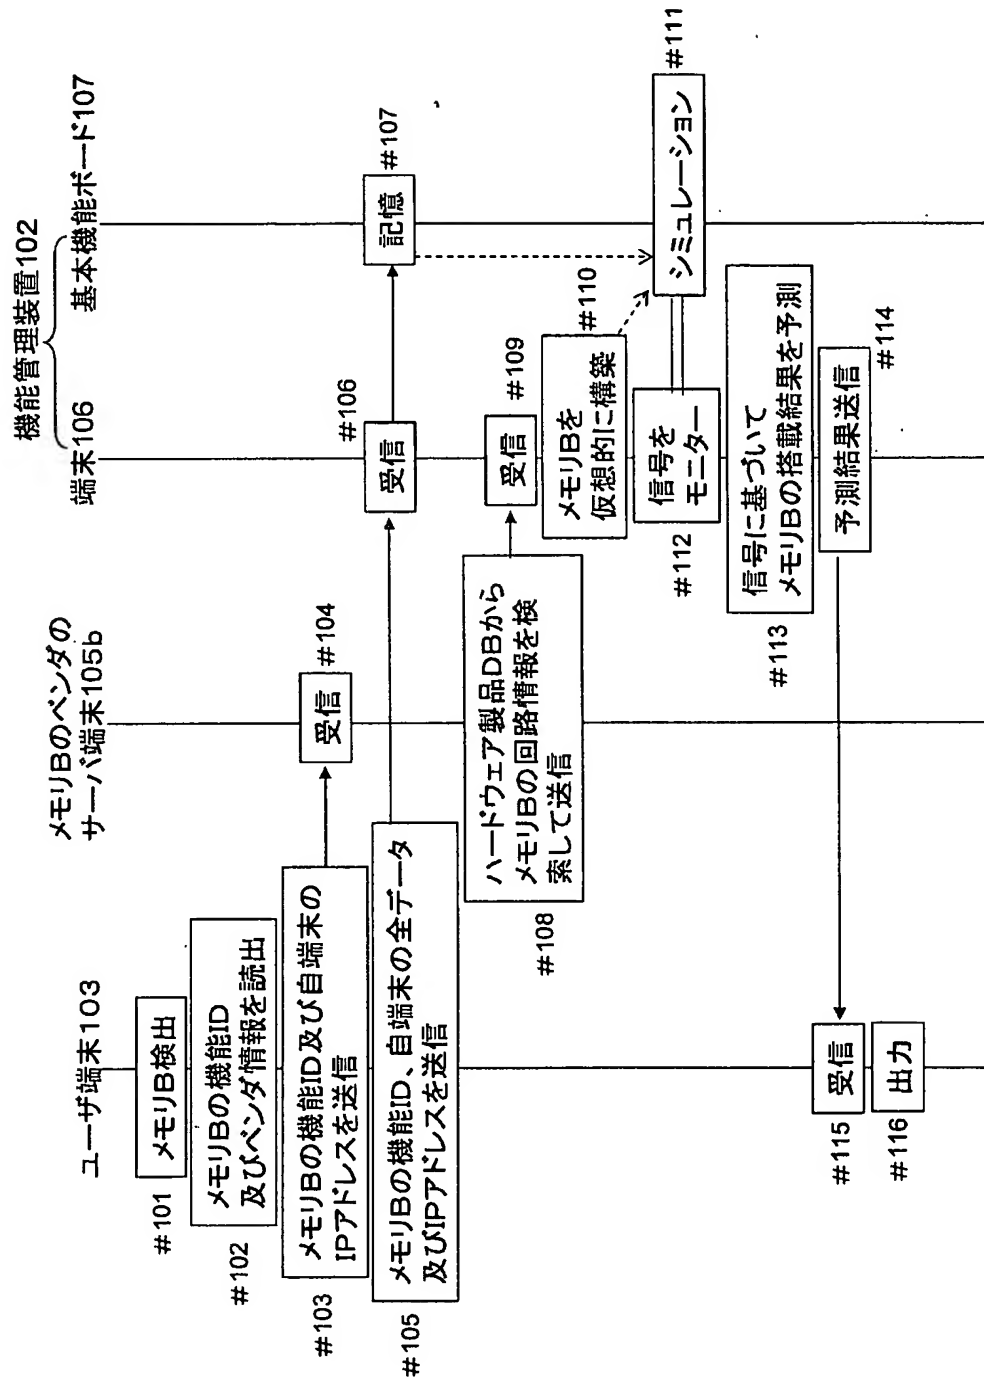 機能管理装置102
ユーザ端末103
メモリBのベンダの
サーバ端末105b
端末106
基本機能ボード107
メモリB検出
#101
メモリBの機能ID
及びベンダ情報を読出
#102
メモリBの機能ID及び自端末の
IPアドレスを送信
#103
受信
#104
メモリBの機能ID、自端末の全データ
及びIPアドレスを送信
#105
受信
#106
記憶
#107
ハードウェア製品DBから
メモリBの回路情報を検
索して送信
#108
受信
#109
メモリBを
仮想的に構築
#110
シミュレーション
#111
信号を
モニター
#112
信号に基づいて
メモリBの搭載結果を予測
#113
予測結果送信
#114
受信
#115
出力
#116